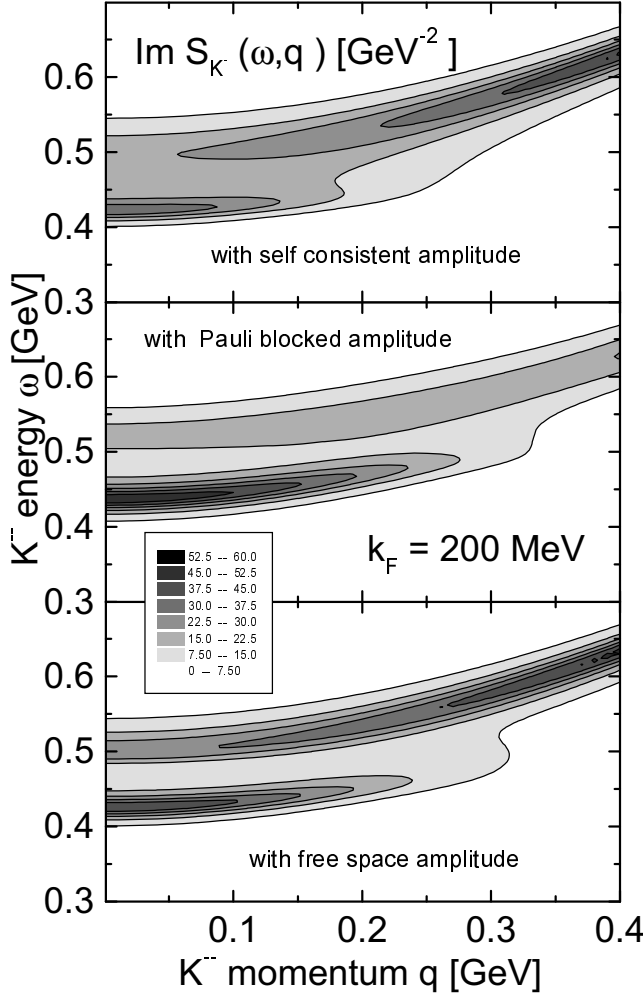 Im S_K- (ω,q ) [GeV^-2 ]
0.6
0.5
0.4
with self consistent amplitude
0.3
with Pauli blocked amplitude
0.6
0.5
0.4
k_F = 200 MeV
52.5 -- 60.0
45.0 -- 52.5
37.5 -- 45.0
30.0 -- 37.5
22.5 -- 30.0
15.0 -- 22.5
7.50 -- 15.0
0 -- 7.50
0.3
0.6
0.5
0.4
with free space amplitude
0.3
K^-- energy ω [GeV]
0.1 0.2 0.3 0.4
K^-- momentum q [GeV]